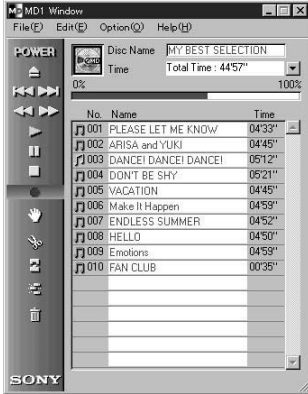 MD1 Window
File(F) Edit(E) Option(O) Help(H)
POWER
Disc Name MY BEST SELECTION
Time Total Time : 44'57"
0% 100%
No. Name Time
001 PLEASE LET ME KNOW 04'33"
002 ARISA and YUKI 04'45"
003 DANCE! DANCE! DANCE! 05'12"
004 DON'T BE SHY 05'21"
005 VACATION 04'45"
006 Make It Happen 04'59"
007 ENDLESS SUMMER 04'52"
008 HELLO 04'50"
009 Emotions 04'59"
010 FAN CLUB 00'35"
SONY